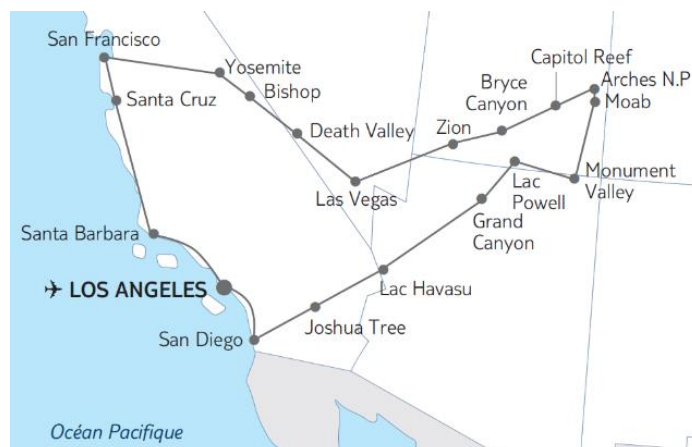 San Francisco
Yosemite
Bishop
Santa Cruz
Death Valley
Las Vegas
Zion
Bryce
Canyon
Capitol Reef
Arches N.P
Moab
Monument
Valley
Lac
Powell
Grand
Canyon
Lac Havasu
Joshua Tree
San Diego
✈ LOS ANGELES
Santa Barbara
Océan Pacifique